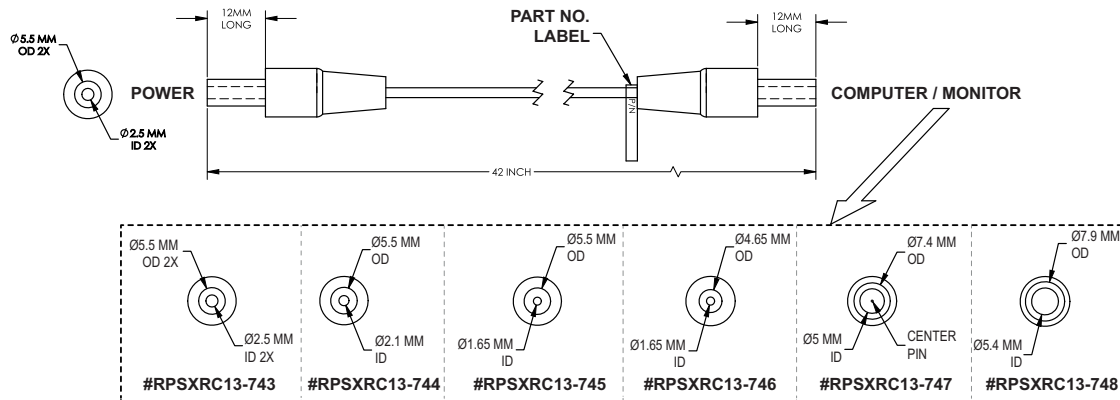 12MM
LONG
PART NO.
LABEL
12MM
LONG
Ø5.5 MM
OD 2X
POWER
P/N
COMPUTER / MONITOR
Ø2.5 MM
ID 2X
42 INCH
Ø5.5 MM
OD 2X
Ø2.5 MM
ID 2X
#RPSXRC13-743
Ø5.5 MM
OD
Ø2.1 MM
ID
#RPSXRC13-744
Ø5.5 MM
OD
Ø1.65 MM
ID
#RPSXRC13-745
Ø4.65 MM
OD
Ø1.65 MM
ID
#RPSXRC13-746
Ø7.4 MM
OD
Ø5 MM
ID
CENTER
PIN
#RPSXRC13-747
Ø7.9 MM
OD
Ø5.4 MM
ID
#RPSXRC13-748